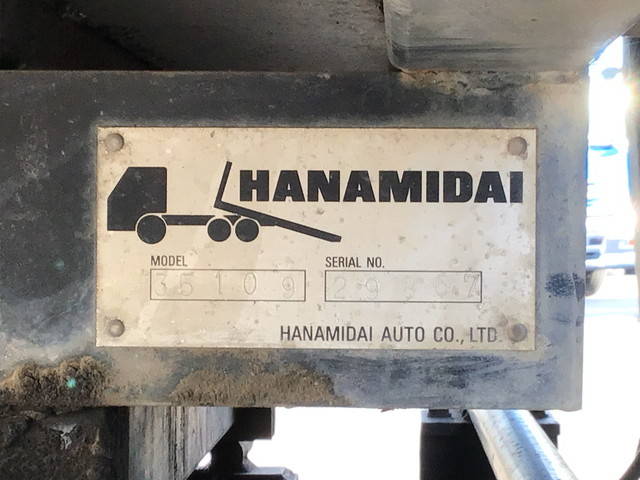 HANAMIDAI
MODEL
SERIAL NO.
35109
HANAMIDAI AUTO CO., LTD.